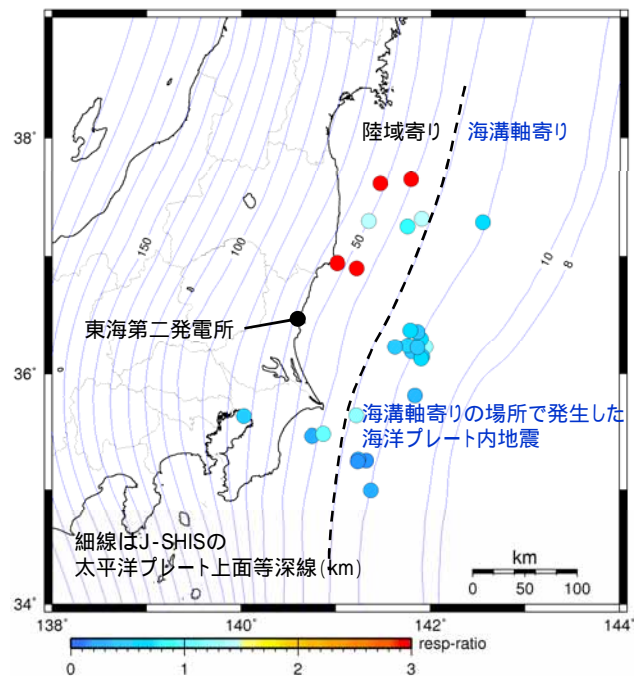 38˚
36˚
34˚
138˚
140˚
142˚
144˚
陸域寄り
海溝軸寄り
150
100
50
10
8
8
東海第二発電所
海溝軸寄りの場所で発生した
海洋プレート内地震
細線はJ-SHISの
太平洋プレート上面等深線(km)
km
0
50
100
0
1
2
3
resp-ratio